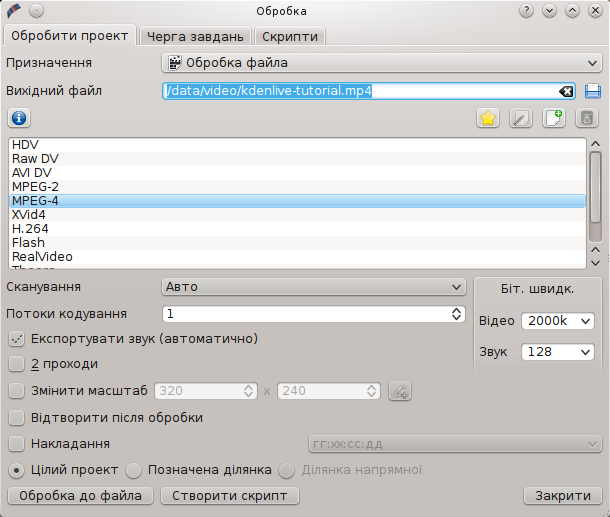 Обробка
Обробити проект Черга завдань Скрипти
Призначення Обробка файла
Вихідний файл /data/video/kdenlive-tutorial.mp4
HDV
Raw DV
AVI DV
MPEG-2
MPEG-4
XVid4
H.264
Flash
RealVideo
Сканування Авто
Потоки кодування 1
Біт. швидк.
Відео 2000k
Звук 128
Експортувати звук (автоматично)
2 проходи
Змінити масштаб 320 x 240
Відтворити після обробки
Накладання гг:хх:сс:дд
Цілий проект Позначена ділянка Ділянка напрямної
Обробка до файла Створити скрипт Закрити